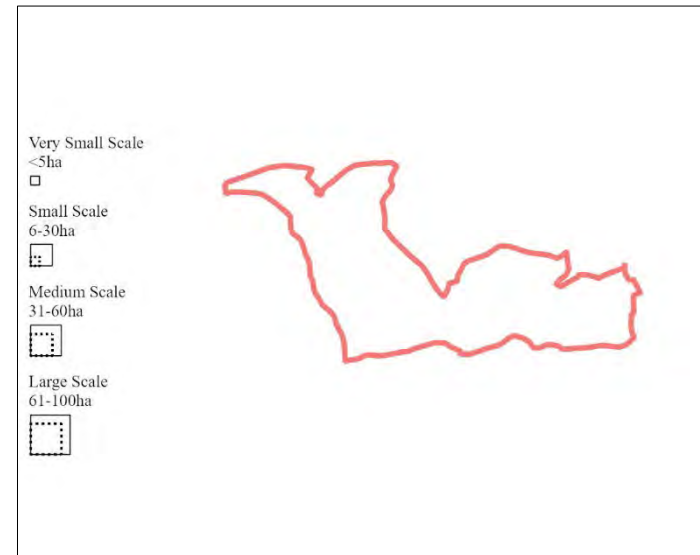 Very Small Scale
<5ha
Small Scale
6-30ha
Medium Scale
31-60ha
Large Scale
61-100ha